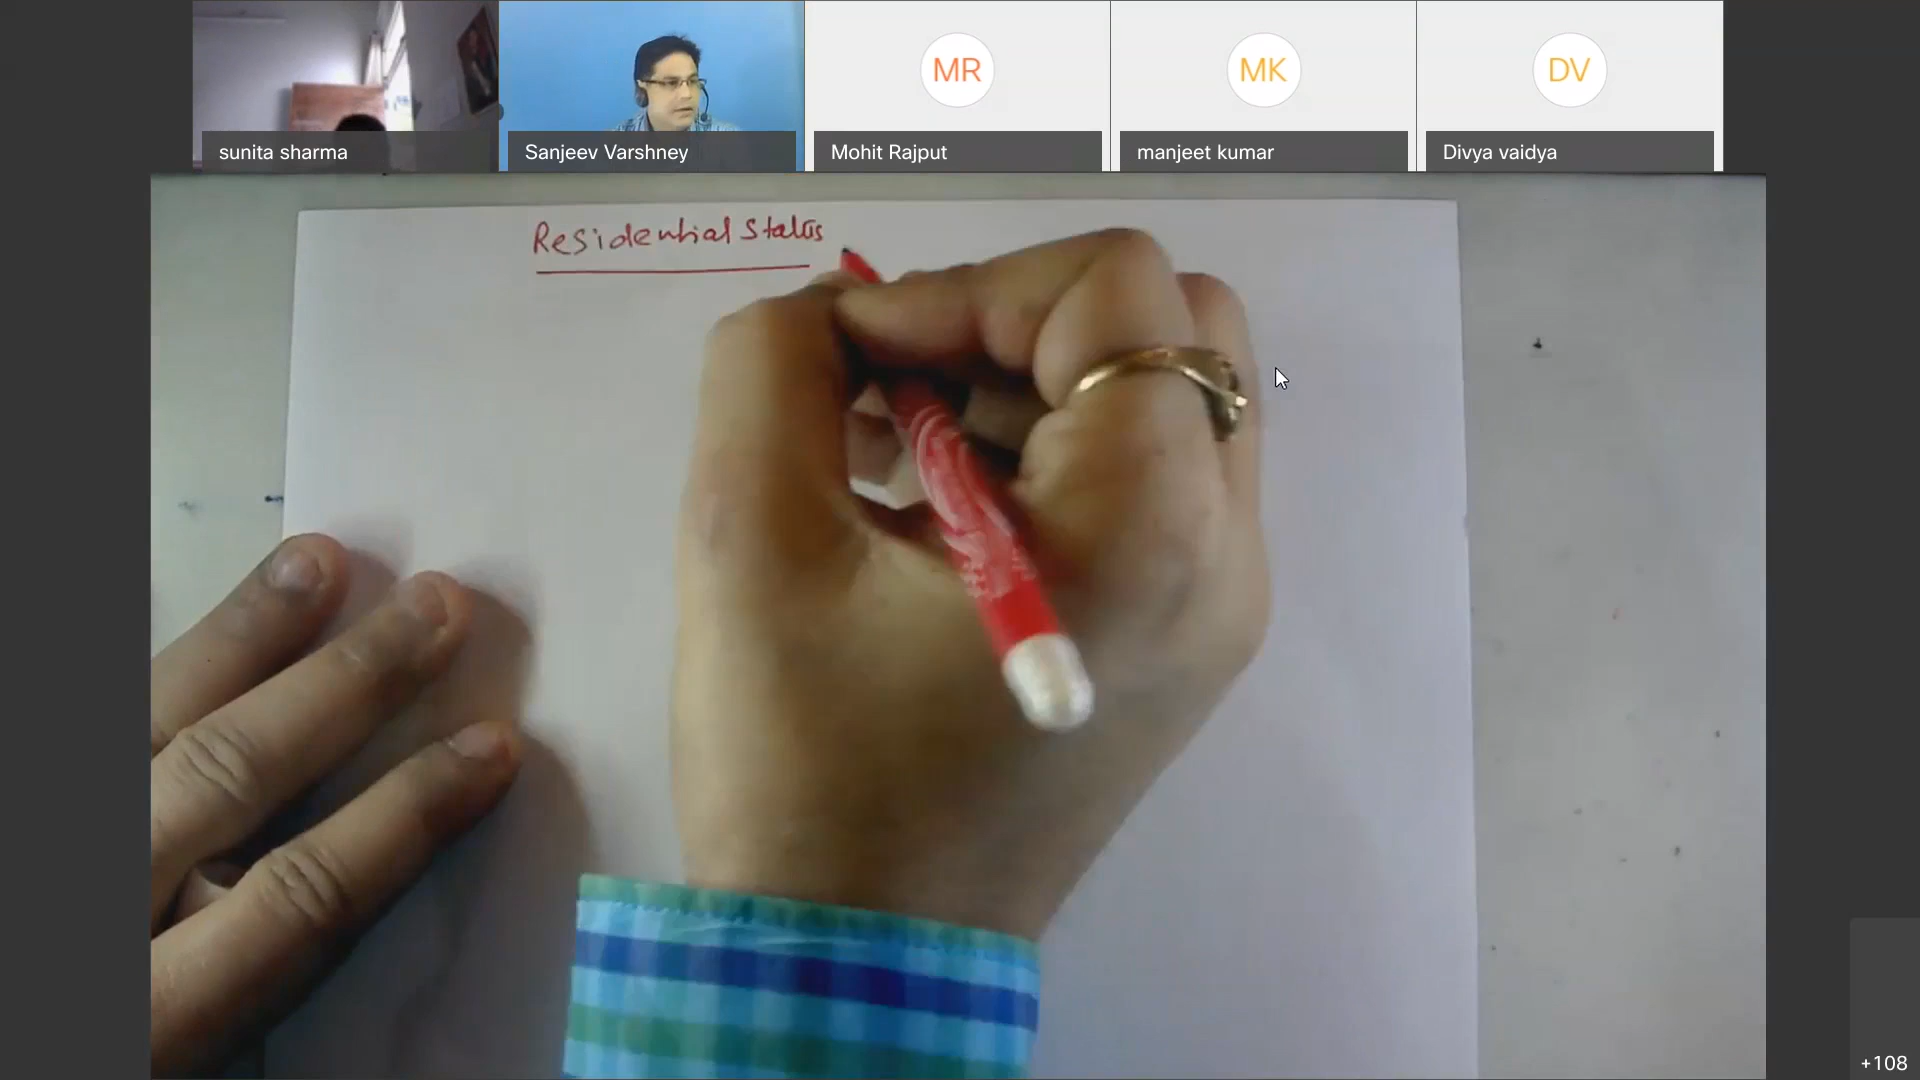 sunita sharma
Sanjeev Varshney
MR
Mohit Rajput
MK
manjeet kumar
DV
Divya vaidya
Residential Status
+108